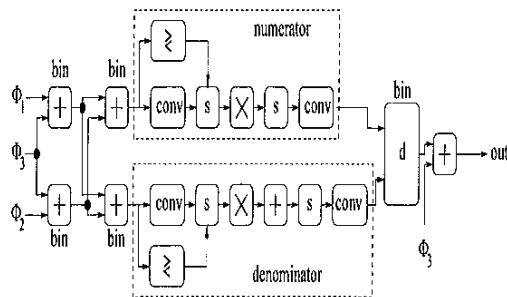 numerator
≥
bin
bin
conv
s
×
s
conv
bin
Φ1
+
+
Φ3
d
+
out
Φ2
+
+
conv
s
×
+
s
conv
bin
bin
≥
denominator
Φ3